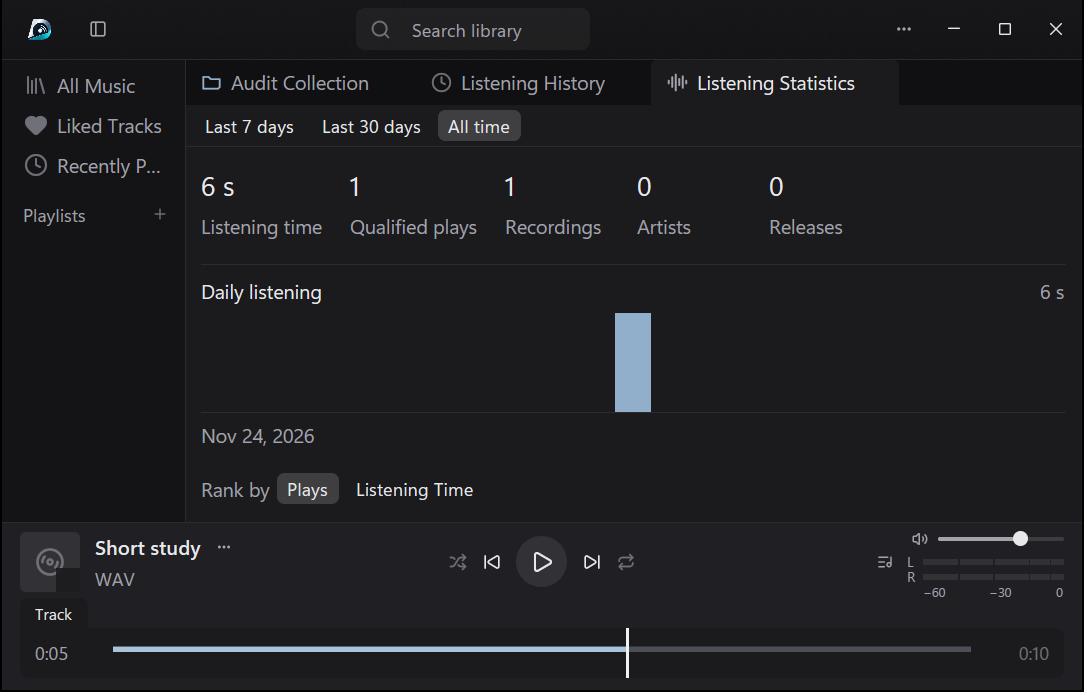 Search library
All Music
Liked Tracks
Recently P...
Playlists
Audit Collection
Listening History
Listening Statistics
Last 7 days
Last 30 days
All time
6 s
Listening time
1
Qualified plays
1
Recordings
0
Artists
0
Releases
Daily listening
6 s
Nov 24, 2026
Rank by
Plays
Listening Time
Short study
WAV
L
R
−60
−30
0
Track
0:05
0:10